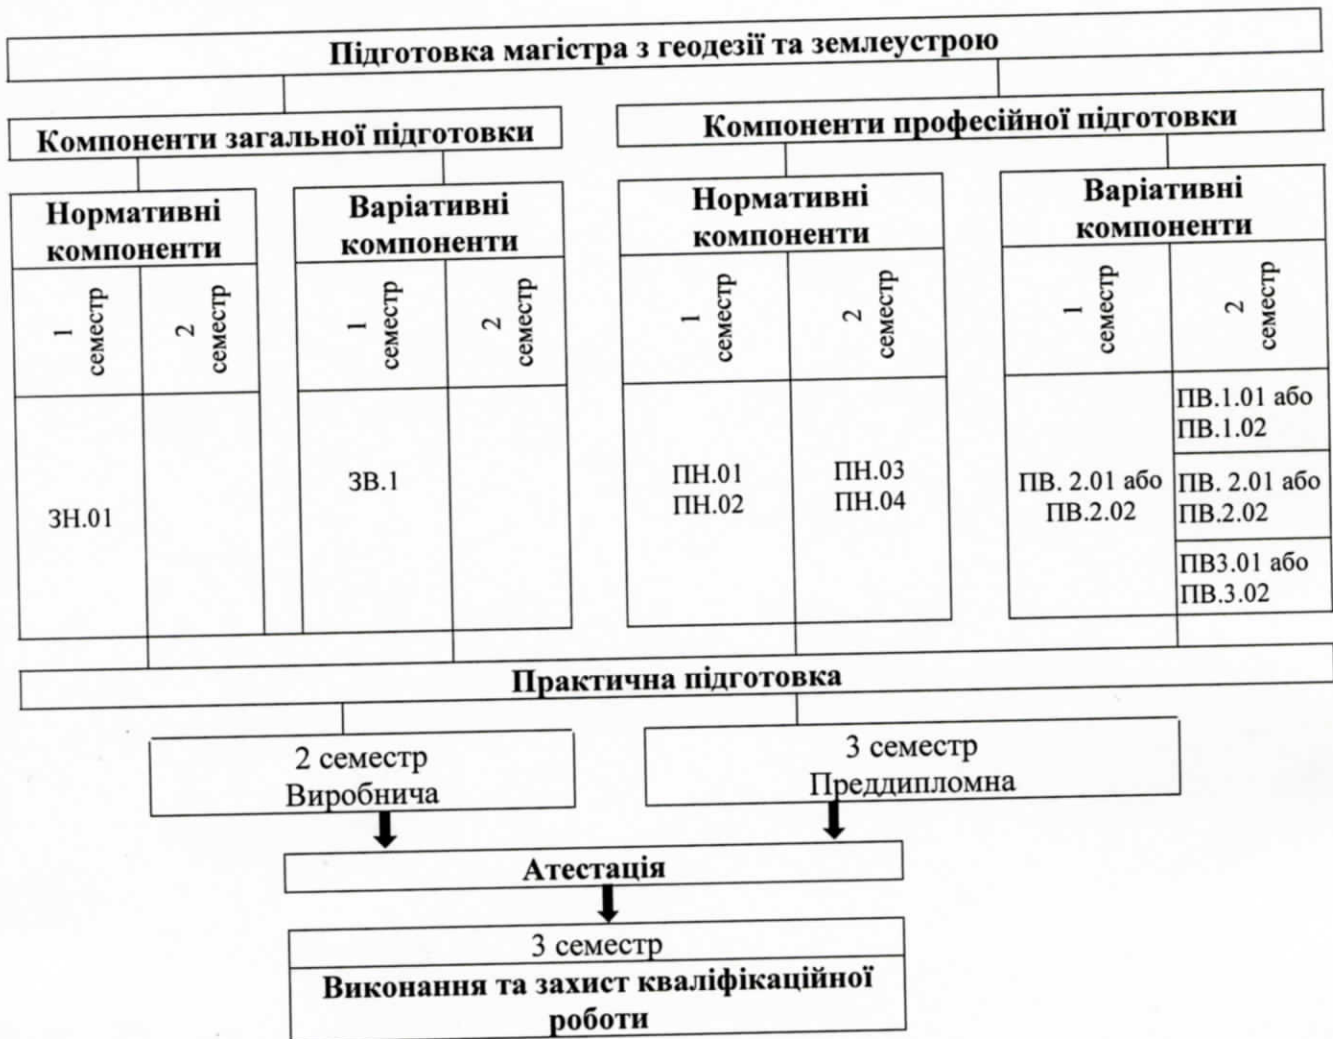 Підготовка магістра з геодезії та землеустрою
Компоненти загальної підготовки
Компоненти професійної підготовки
Нормативні
компоненти
Варіативні
компоненти
Нормативні
компоненти
Варіативні
компоненти
1
семестр
2
семестр
1
семестр
2
семестр
1
семестр
2
семестр
1
семестр
2
семестр
ЗН.01
ЗВ.1
ПН.01
ПН.02
ПН.03
ПН.04
ПВ. 2.01 або
ПВ.2.02
ПВ.1.01 або
ПВ.1.02
ПВ. 2.01 або
ПВ.2.02
ПВ3.01 або
ПВ.3.02
Практична підготовка
2 семестр
Виробнича
3 семестр
Преддипломна
Атестація
3 семестр
Виконання та захист кваліфікаційної
роботи